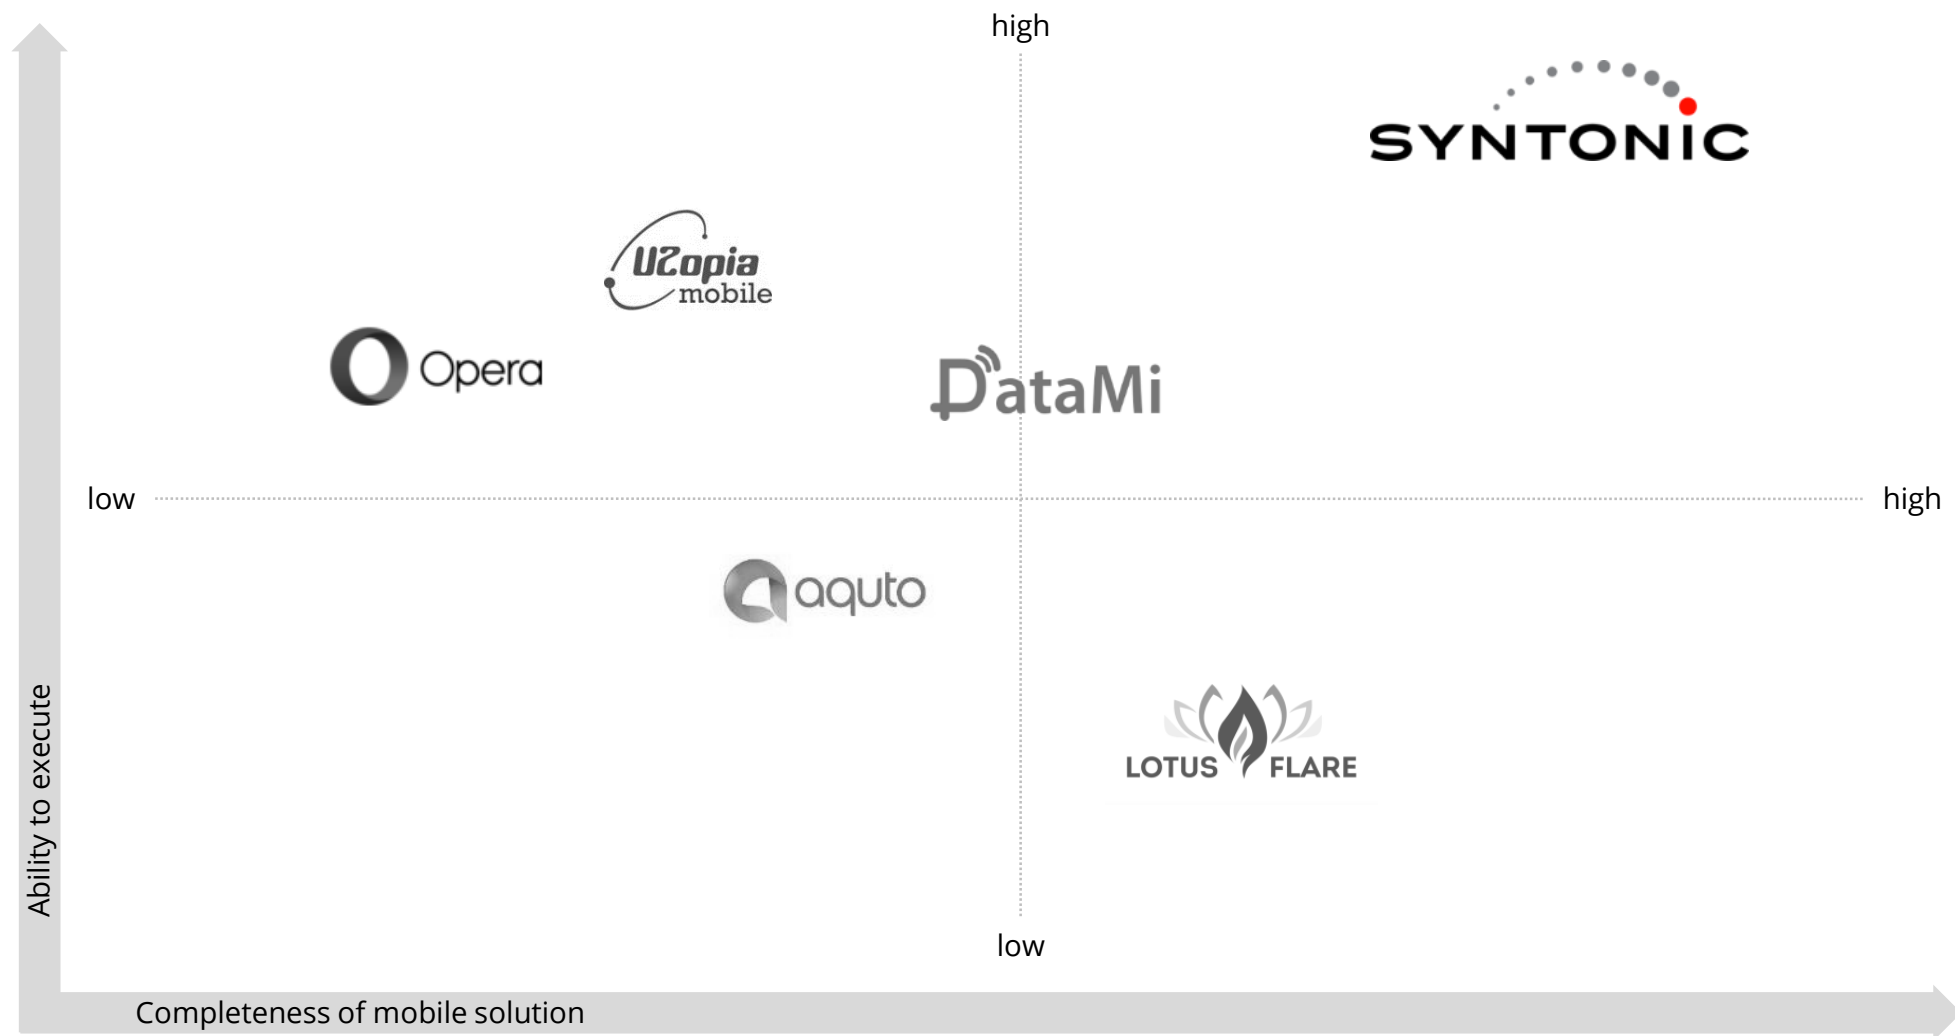 high
SYNTONIC
UZopia
mobile
Opera
DataMi
low
high
aquto
LOTUS FLARE
Ability to execute
low
Completeness of mobile solution